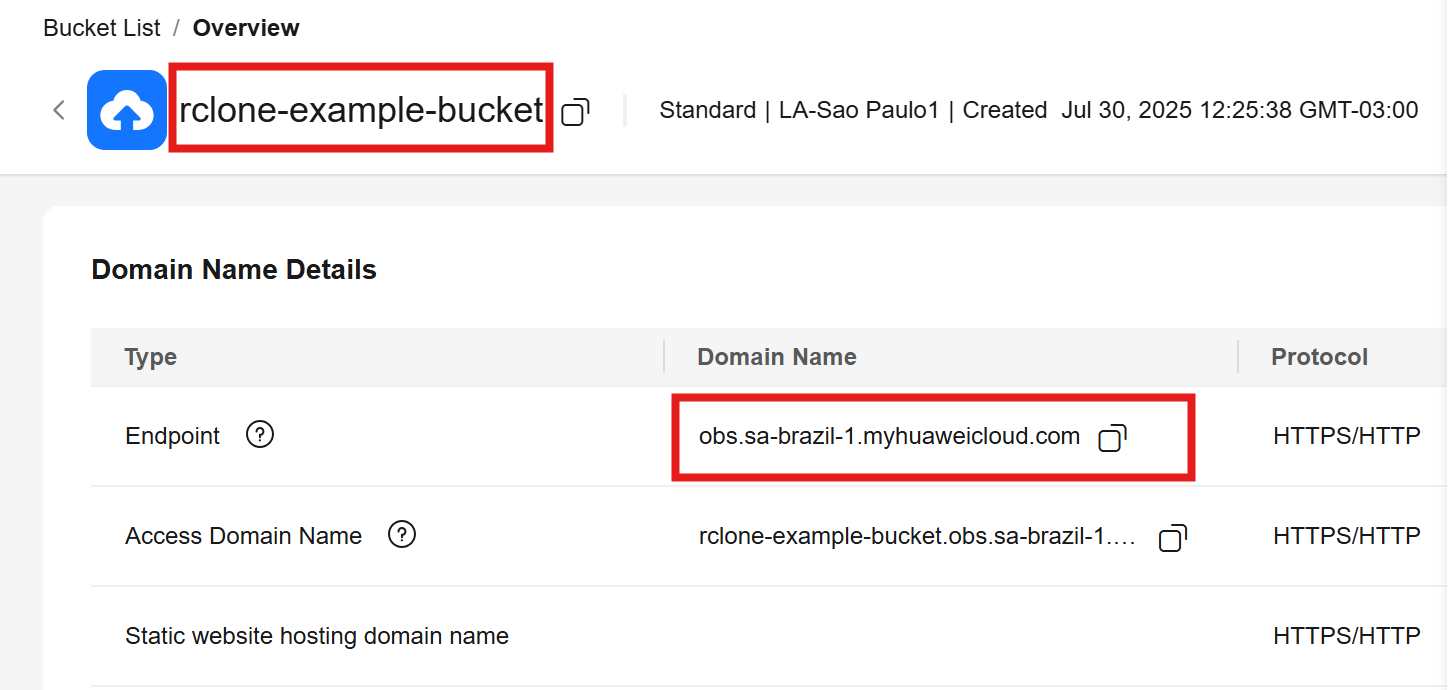 Bucket List / Overview
rclone-example-bucket
Standard | LA-Sao Paulo1 | Created Jul 30, 2025 12:25:38 GMT-03:00
Domain Name Details
Type Domain Name Protocol
Endpoint ? obs.sa-brazil-1.myhuaweicloud.com HTTPS/HTTP
Access Domain Name ? rclone-example-bucket.obs.sa-brazil-1.... HTTPS/HTTP
Static website hosting domain name HTTPS/HTTP